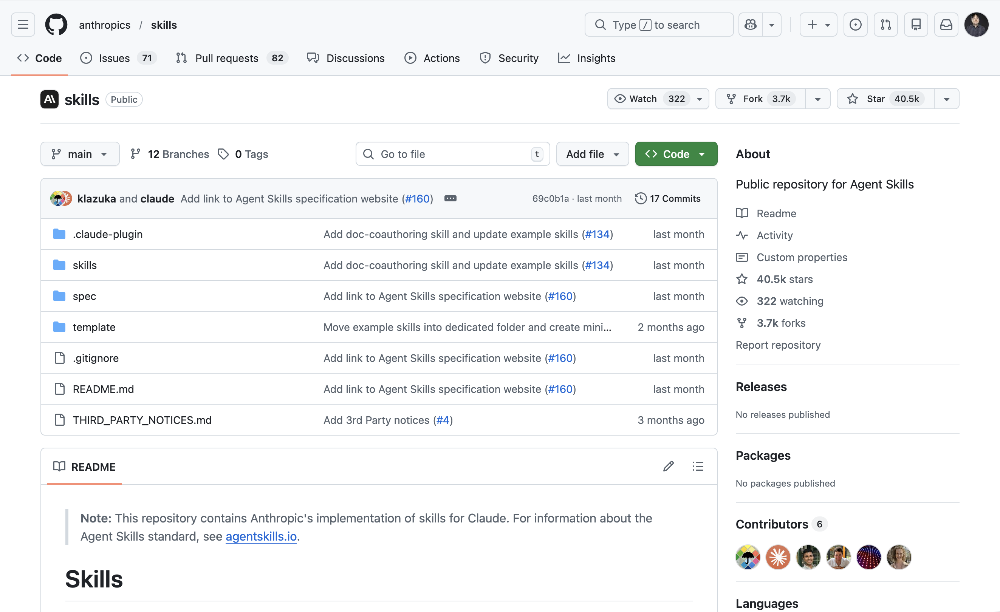 anthropics / skills
Type / to search
Code
Issues 71
Pull requests 82
Discussions
Actions
Security
Insights
skills Public
Watch 322
Fork 3.7k
Star 40.5k
main
12 Branches
0 Tags
Go to file t
Add file
Code
klazuka and claude Add link to Agent Skills specification website (#160) 69c0b1a · last month 17 Commits
.claude-plugin Add doc-coauthoring skill and update example skills (#134) last month
skills Add doc-coauthoring skill and update example skills (#134) last month
spec Add link to Agent Skills specification website (#160) last month
template Move example skills into dedicated folder and create mini... 2 months ago
.gitignore Add link to Agent Skills specification website (#160) last month
README.md Add link to Agent Skills specification website (#160) last month
THIRD_PARTY_NOTICES.md Add 3rd Party notices (#4) 3 months ago
README
Note: This repository contains Anthropic's implementation of skills for Claude. For information about the
Agent Skills standard, see agentskills.io.
Skills
About
Public repository for Agent Skills
Readme
Activity
Custom properties
40.5k stars
322 watching
3.7k forks
Report repository
Releases
No releases published
Packages
No packages published
Contributors 6
Languages